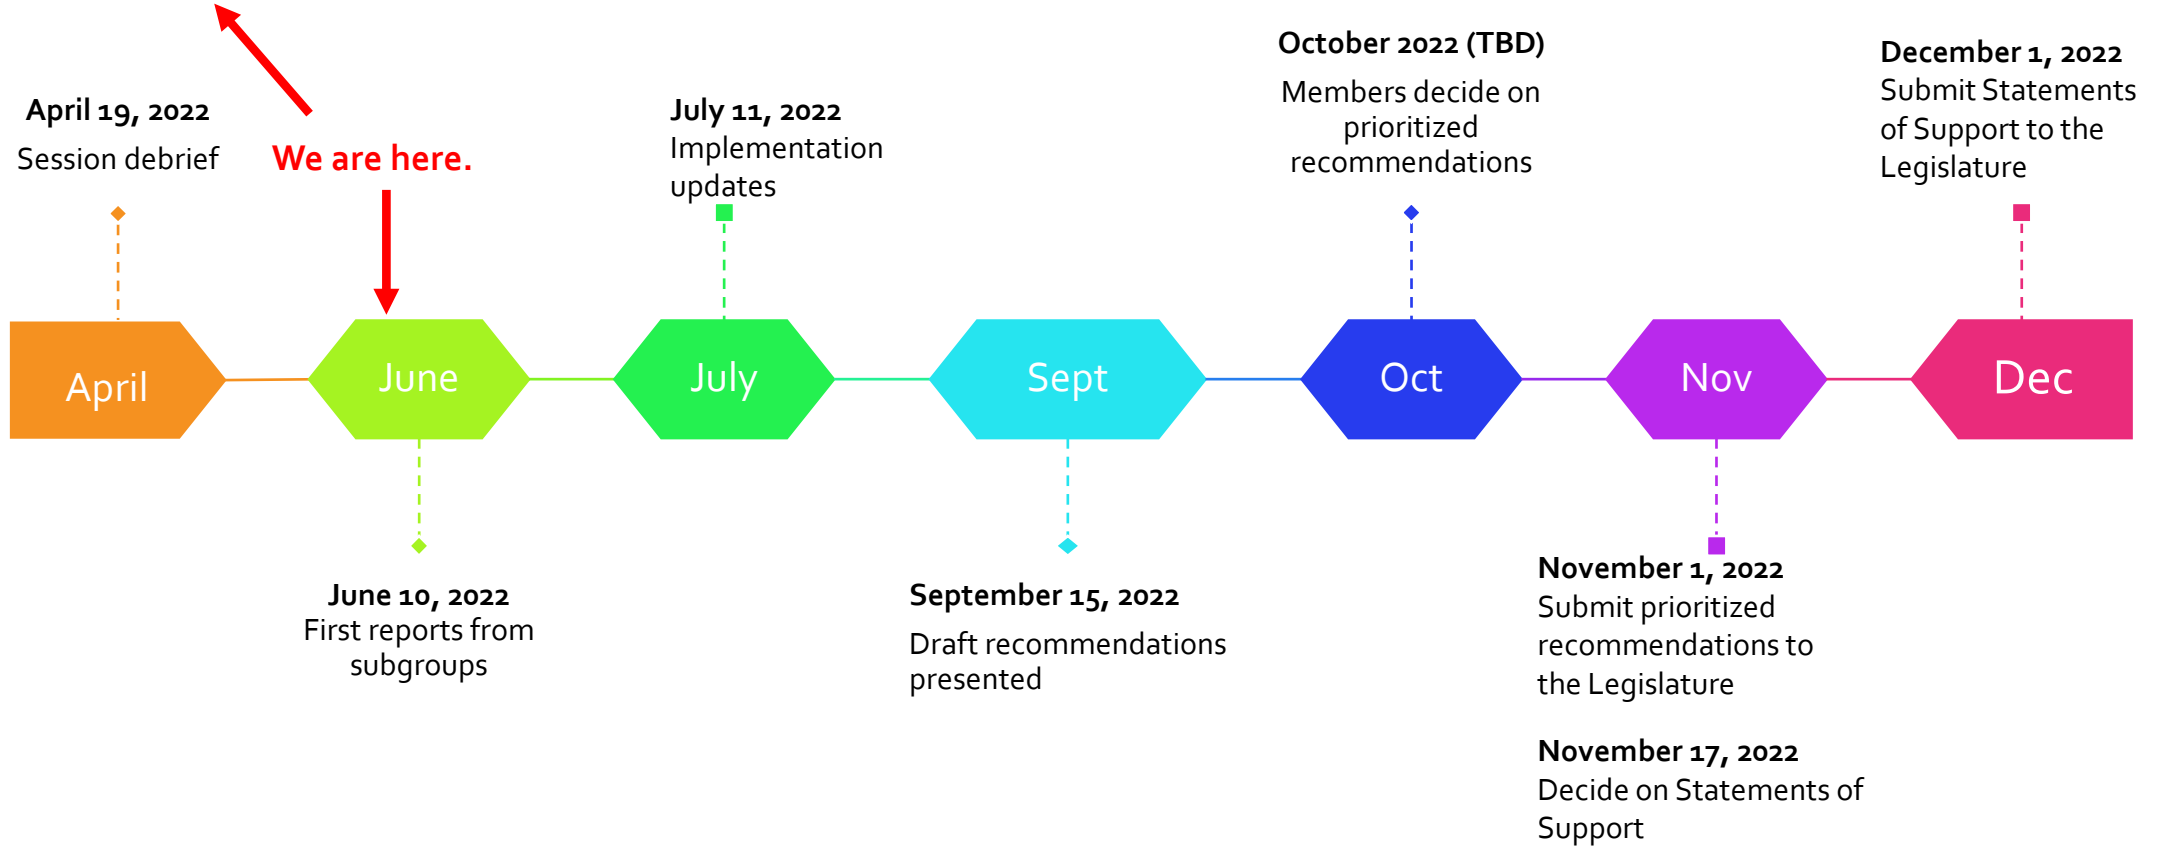 April 19, 2022
Session debrief
We are here.
July 11, 2022
Implementation
updates
October 2022 (TBD)
Members decide on
prioritized
recommendations
December 1, 2022
Submit Statements
of Support to the
Legislature
April
June
July
Sept
Oct
Nov
Dec
June 10, 2022
First reports from
subgroups
September 15, 2022
Draft recommendations
presented
November 1, 2022
Submit prioritized
recommendations to
the Legislature
November 17, 2022
Decide on Statements of
Support